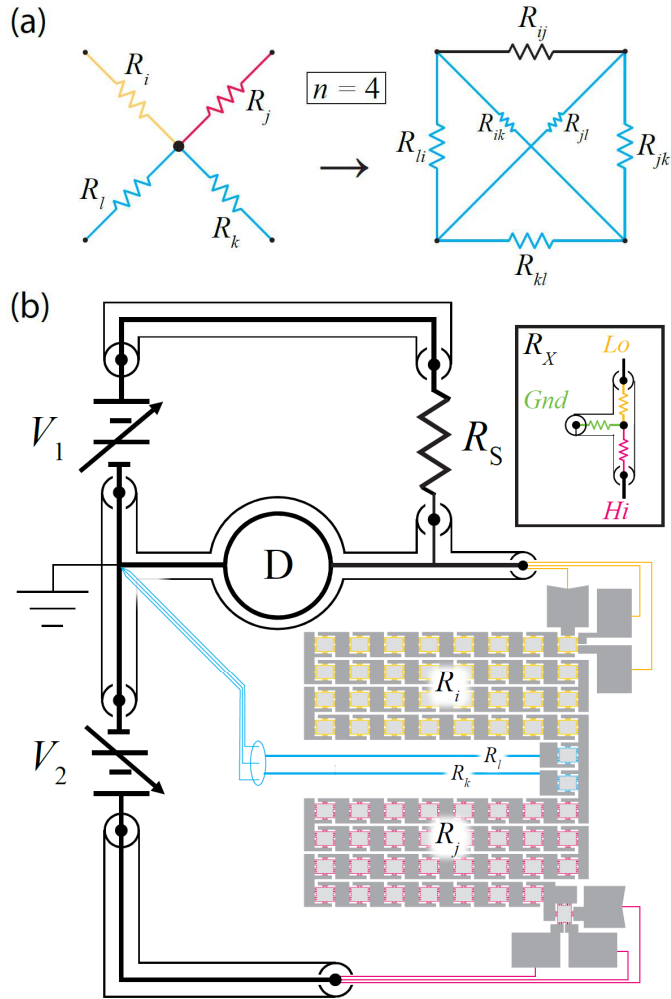 (a)
R_i
R_j
R_l
R_k
n = 4
→
R_ij
R_li
R_ik
R_jl
R_jk
R_kl
(b)
V_1
R_S
R_X
Lo
Gnd
Hi
D
R_i
V_2
R_l
R_k
R_j